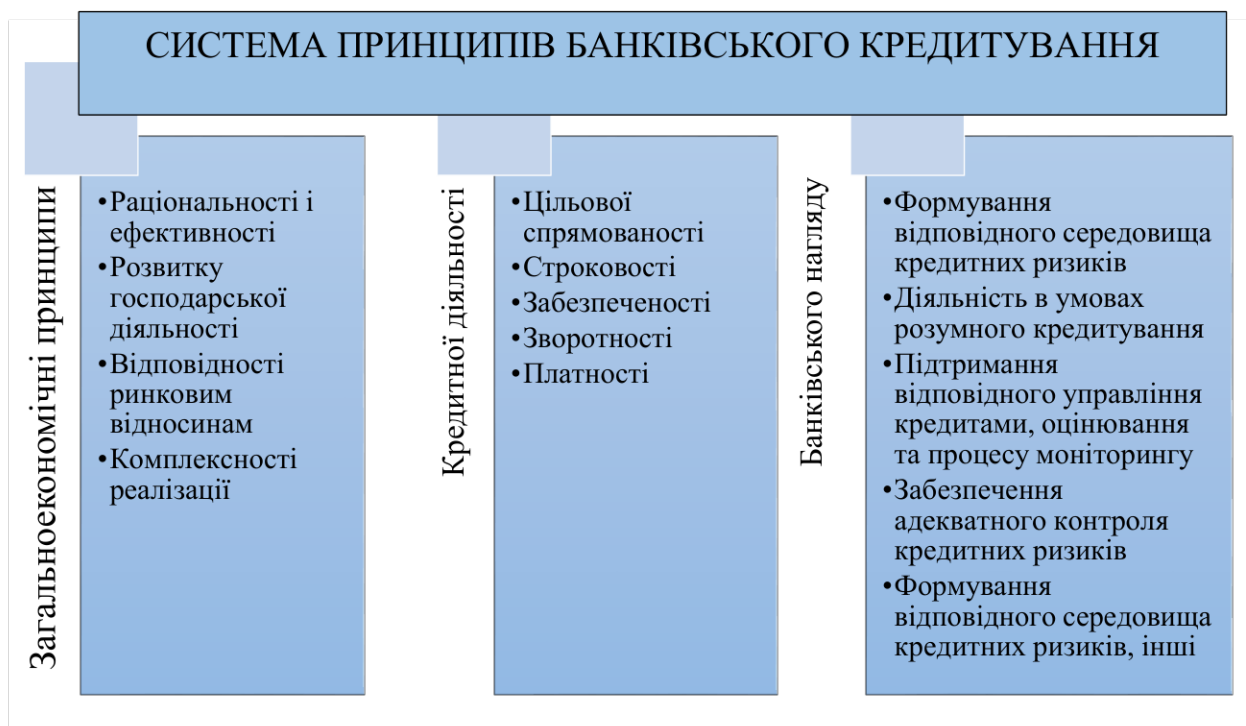 СИСТЕМА ПРИНЦИПІВ БАНКІВСЬКОГО КРЕДИТУВАННЯ
Загальноекономічні принципи
•Раціональності і
ефективності
•Розвитку
господарської
діяльності
•Відповідності
ринковим
відносинам
•Комплексності
реалізації
Кредитної діяльності
•Цільової
спрямованості
•Строковості
•Забезпеченості
•Зворотності
•Платності
Банківського нагляду
•Формування
відповідного середовища
кредитних ризиків
•Діяльність в умовах
розумного кредитування
•Підтримання
відповідного управління
кредитами, оцінювання
та процесу моніторингу
•Забезпечення
адекватного контроля
кредитних ризиків
•Формування
відповідного середовища
кредитних ризиків, інші